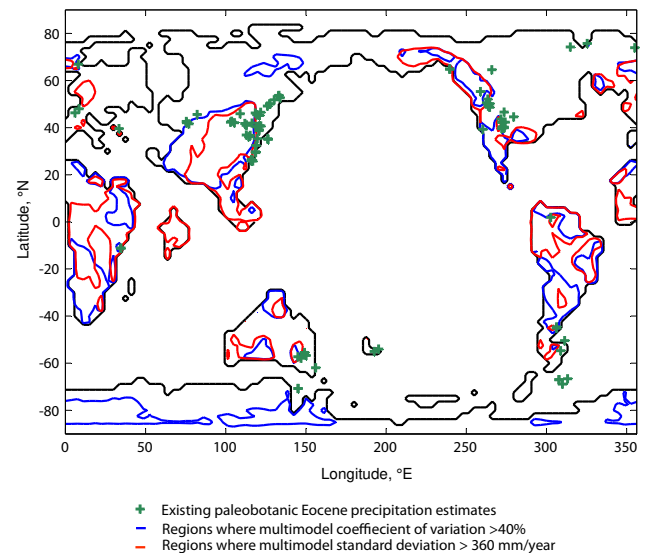 80
60
40
20
0
-20
-40
-60
-80
Latitude, °N
0 50 100 150 200 250 300 350
Longitude, °E
Existing paleobotanic Eocene precipitation estimates
Regions where multimodel coeffiecient of variation >40%
Regions where multimodel standard deviation > 360 mm/year